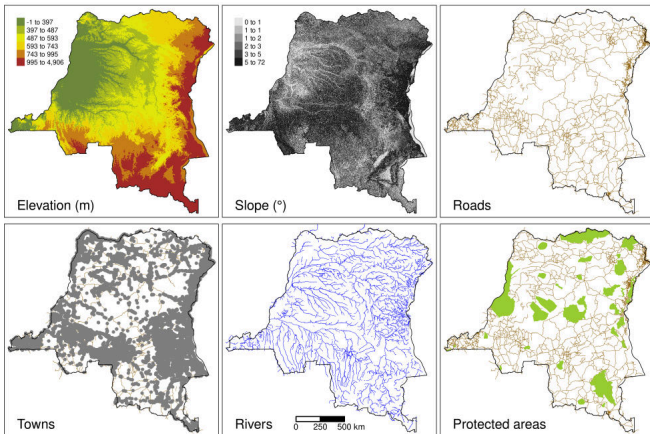 -1 to 397
397 to 487
487 to 593
593 to 743
743 to 995
995 to 4,906
Elevation (m)
0 to 1
1 to 1
1 to 2
2 to 3
3 to 5
5 to 72
Slope (°)
Roads
Towns
Rivers
0 250 500 km
Protected areas